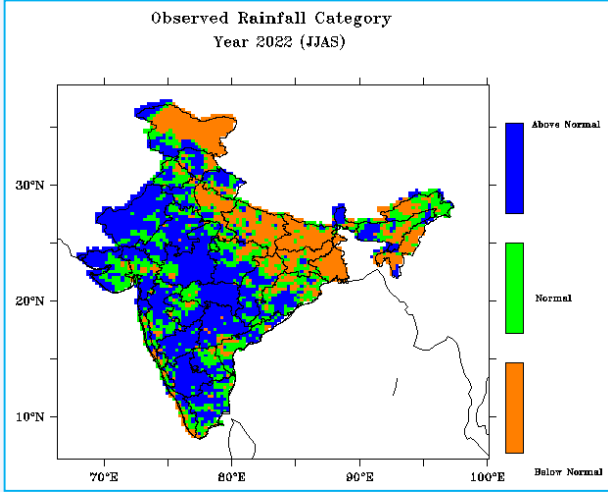 Observed Rainfall Category
Year 2022 (JJAS)
Above Normal
30°N
Normal
20°N
10°N
Below Normal
70°E 80°E 90°E 100°E